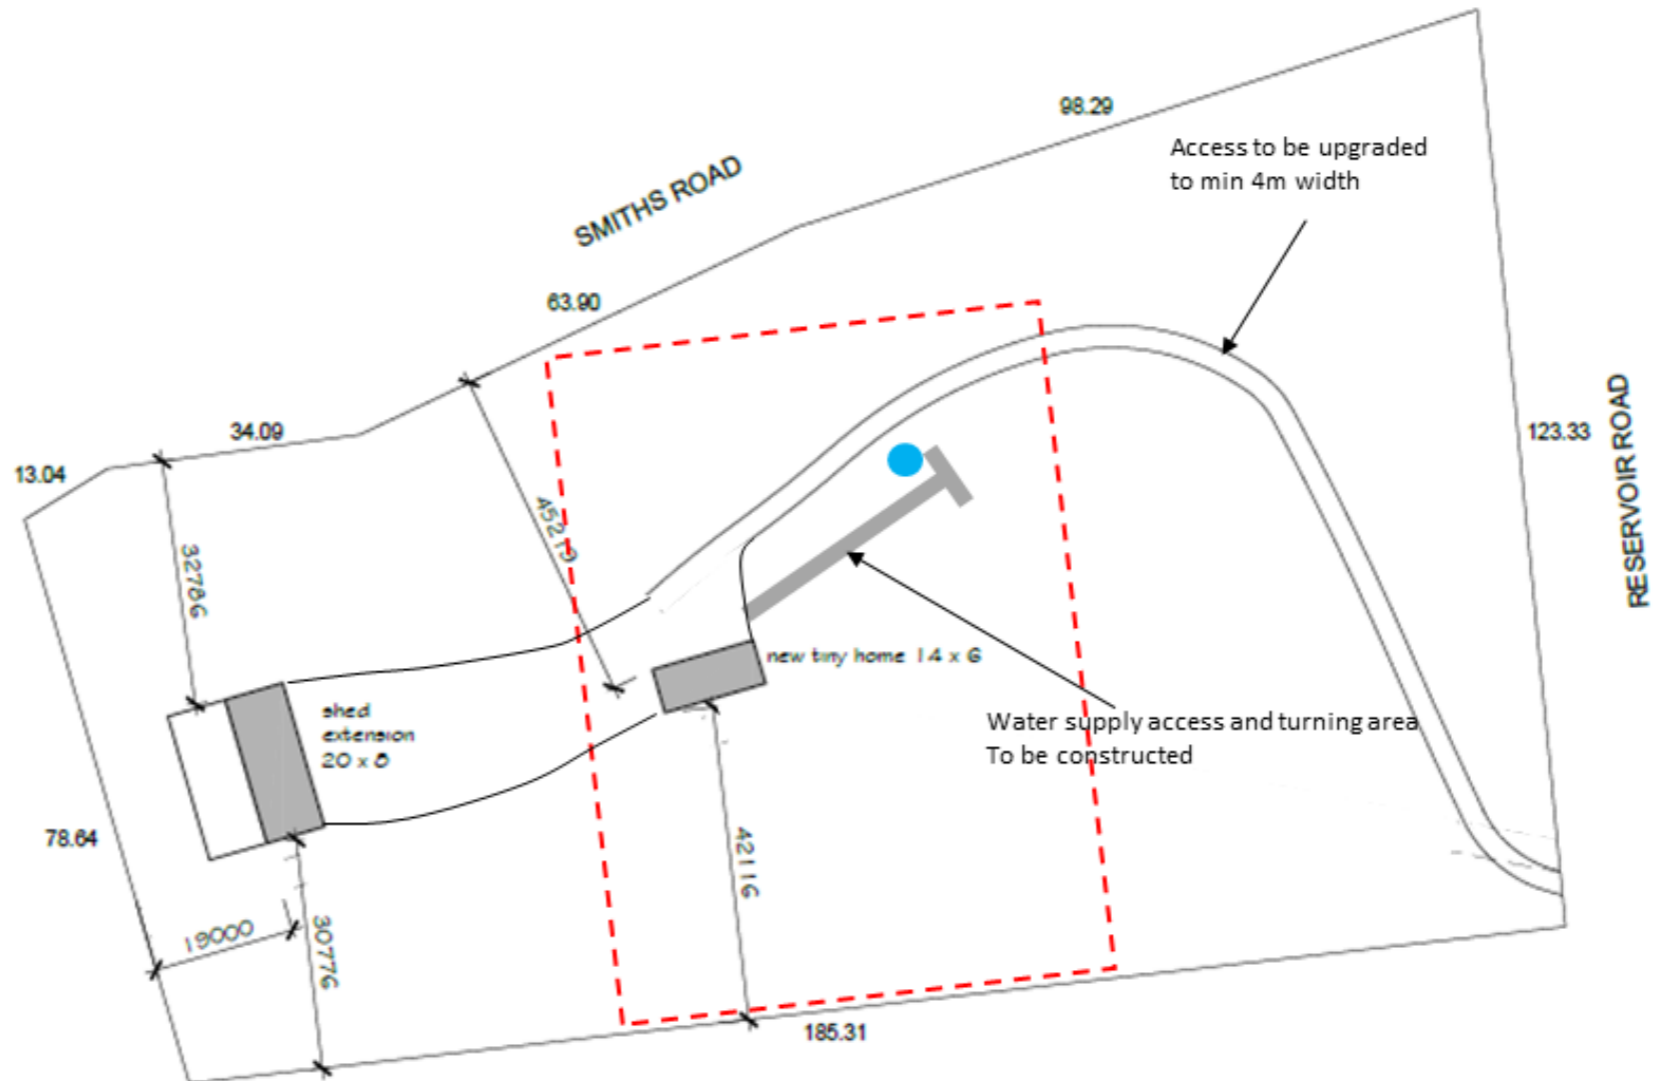 98.29
Access to be upgraded
to min 4m width
SMITHS ROAD
63.90
34.09
13.04
123.33
RESERVOIR ROAD
45219
32786
new tiny home 14 x 6
shed
extension
20 x 8
Water supply access and turning area
To be constructed
78.64
42116
19000
30776
185.31